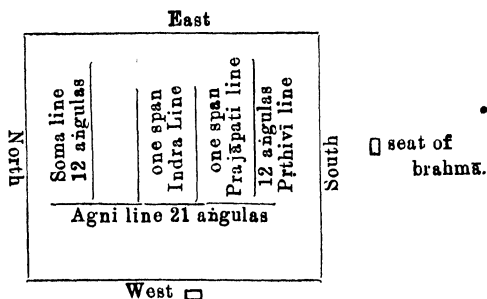 East
North
Soma line
12 aṅgulas
one span
Indra Line
one span
Prajāpati line
12 aṅgulas
Pṛthivī line
South
seat of
brahmā.
Agni line 21 aṅgulas
West